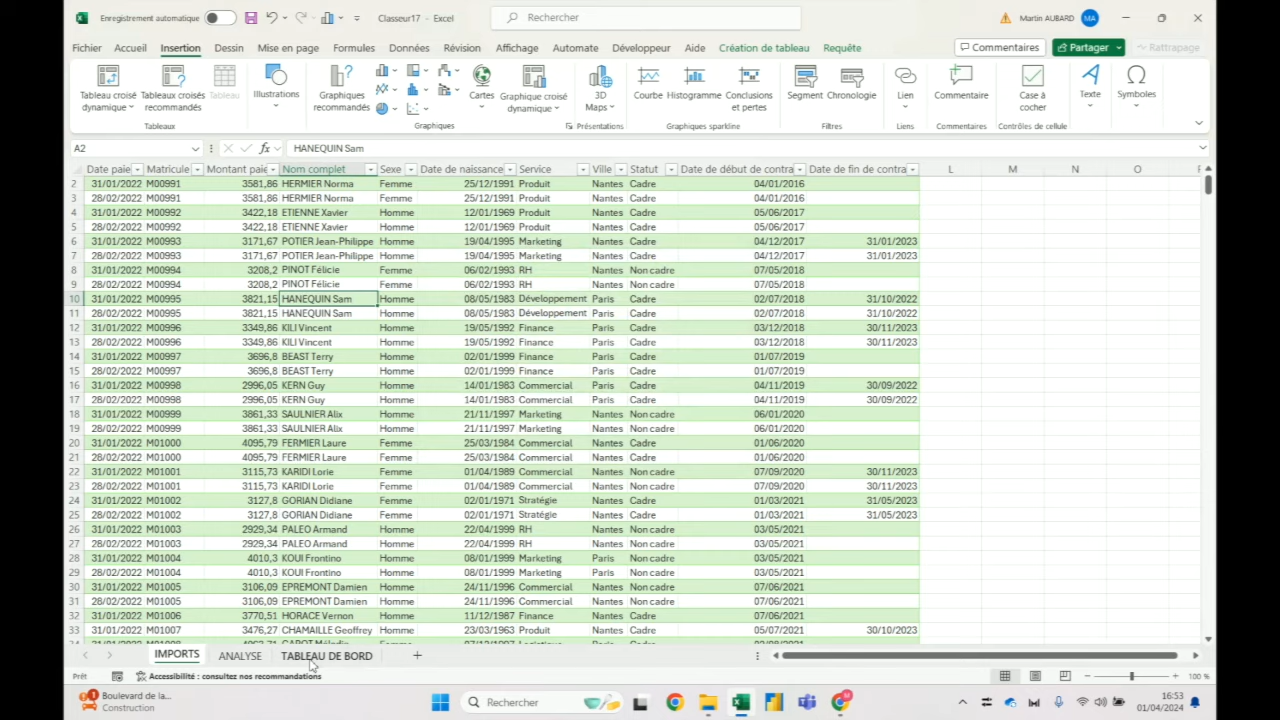 Enregistrement automatique Classeur17 - Excel Rechercher Martin AUBARD MA
Fichier Accueil Insertion Dessin Mise en page Formules Données Révision Affichage Automate Développeur Aide Création de tableau Requête Commentaires Partager Rattrapage
Tableau croisé dynamique Tableaux croisés recommandés Tableau Illustrations Graphiques recommandés Cartes Graphique croisé dynamique 3D Maps Courbe Histogramme Conclusions et pertes Segment Chronologie Lien Commentaire Case à cocher Texte Symboles
Tableaux Graphiques Présentations Graphiques sparkline Filtres Liens Commentaires Contrôles de cellule
A2 fx HANEQUIN Sam
Date paie Matricule Montant paie Nom complet Sexe Date de naissance Service Ville Statut Date de début de contra Date de fin de contra L M N O
2 31/01/2022 M00991 3581,86 HERMIER Norma Femme 25/12/1991 Produit Nantes Cadre 04/01/2016
3 28/02/2022 M00991 3581,86 HERMIER Norma Femme 25/12/1991 Produit Nantes Cadre 04/01/2016
4 31/01/2022 M00992 3422,18 ETIENNE Xavier Homme 12/01/1969 Produit Nantes Cadre 05/06/2017
5 28/02/2022 M00992 3422,18 ETIENNE Xavier Homme 12/01/1969 Produit Nantes Cadre 05/06/2017
6 31/01/2022 M00993 3171,67 POTIER Jean-Philippe Homme 19/04/1995 Marketing Nantes Cadre 04/12/2017 31/01/2023
7 28/02/2022 M00993 3171,67 POTIER Jean-Philippe Homme 19/04/1995 Marketing Nantes Cadre 04/12/2017 31/01/2023
8 31/01/2022 M00994 3208,2 PINOT Félicie Femme 06/02/1993 RH Nantes Non cadre 07/05/2018
9 28/02/2022 M00994 3208,2 PINOT Félicie Femme 06/02/1993 RH Nantes Non cadre 07/05/2018
10 31/01/2022 M00995 3821,15 HANEQUIN Sam Homme 08/05/1983 Développement Paris Cadre 02/07/2018 31/10/2022
11 28/02/2022 M00995 3821,15 HANEQUIN Sam Homme 08/05/1983 Développement Paris Cadre 02/07/2018 31/10/2022
12 31/01/2022 M00996 3349,86 KILI Vincent Homme 19/05/1992 Finance Paris Cadre 03/12/2018 30/11/2023
13 28/02/2022 M00996 3349,86 KILI Vincent Homme 19/05/1992 Finance Paris Cadre 03/12/2018 30/11/2023
14 31/01/2022 M00997 3696,8 BEAST Terry Homme 02/01/1999 Finance Paris Cadre 01/07/2019
15 28/02/2022 M00997 3696,8 BEAST Terry Homme 02/01/1999 Finance Paris Cadre 01/07/2019
16 31/01/2022 M00998 2996,05 KERN Guy Homme 14/01/1983 Commercial Paris Cadre 04/11/2019 30/09/2022
17 28/02/2022 M00998 2996,05 KERN Guy Homme 14/01/1983 Commercial Paris Cadre 04/11/2019 30/09/2022
18 31/01/2022 M00999 3861,33 SAULNIER Alix Homme 21/11/1997 Marketing Nantes Non cadre 06/01/2020
19 28/02/2022 M00999 3861,33 SAULNIER Alix Homme 21/11/1997 Marketing Nantes Non cadre 06/01/2020
20 31/01/2022 M01000 4095,79 FERMIER Laure Femme 25/03/1984 Commercial Nantes Cadre 01/06/2020
21 28/02/2022 M01000 4095,79 FERMIER Laure Femme 25/03/1984 Commercial Nantes Cadre 01/06/2020
22 31/01/2022 M01001 3115,73 KARIDI Lorie Femme 01/04/1989 Commercial Nantes Non cadre 07/09/2020 30/11/2023
23 28/02/2022 M01001 3115,73 KARIDI Lorie Femme 01/04/1989 Commercial Nantes Non cadre 07/09/2020 30/11/2023
24 31/01/2022 M01002 3127,8 GORIAN Didiane Femme 02/01/1971 Stratégie Nantes Cadre 01/03/2021 31/05/2023
25 28/02/2022 M01002 3127,8 GORIAN Didiane Femme 02/01/1971 Stratégie Nantes Cadre 01/03/2021 31/05/2023
26 31/01/2022 M01003 2929,34 PALEO Armand Homme 22/04/1999 RH Nantes Non cadre 03/05/2021
27 28/02/2022 M01003 2929,34 PALEO Armand Homme 22/04/1999 RH Nantes Non cadre 03/05/2021
28 31/01/2022 M01004 4010,3 KOUI Frontino Homme 08/01/1999 Marketing Paris Non cadre 03/05/2021
29 28/02/2022 M01004 4010,3 KOUI Frontino Homme 08/01/1999 Marketing Paris Non cadre 03/05/2021
30 31/01/2022 M01005 3106,09 EPREMONT Damien Homme 24/11/1996 Commercial Nantes Non cadre 07/06/2021
31 28/02/2022 M01005 3106,09 EPREMONT Damien Homme 24/11/1996 Commercial Nantes Non cadre 07/06/2021
32 31/01/2022 M01006 3770,51 HORACE Vernon Homme 11/12/1987 Finance Paris Cadre 07/06/2021
33 31/01/2022 M01007 3476,27 CHAMAILLE Geoffrey Homme 23/03/1963 Produit Paris Cadre 05/07/2021 30/10/2023
IMPORTS ANALYSE TABLEAU DE BORD
Prêt Accessibilité : consultez nos recommandations 100 %
Boulevard de la...
Construction
Rechercher
16:53
01/04/2024